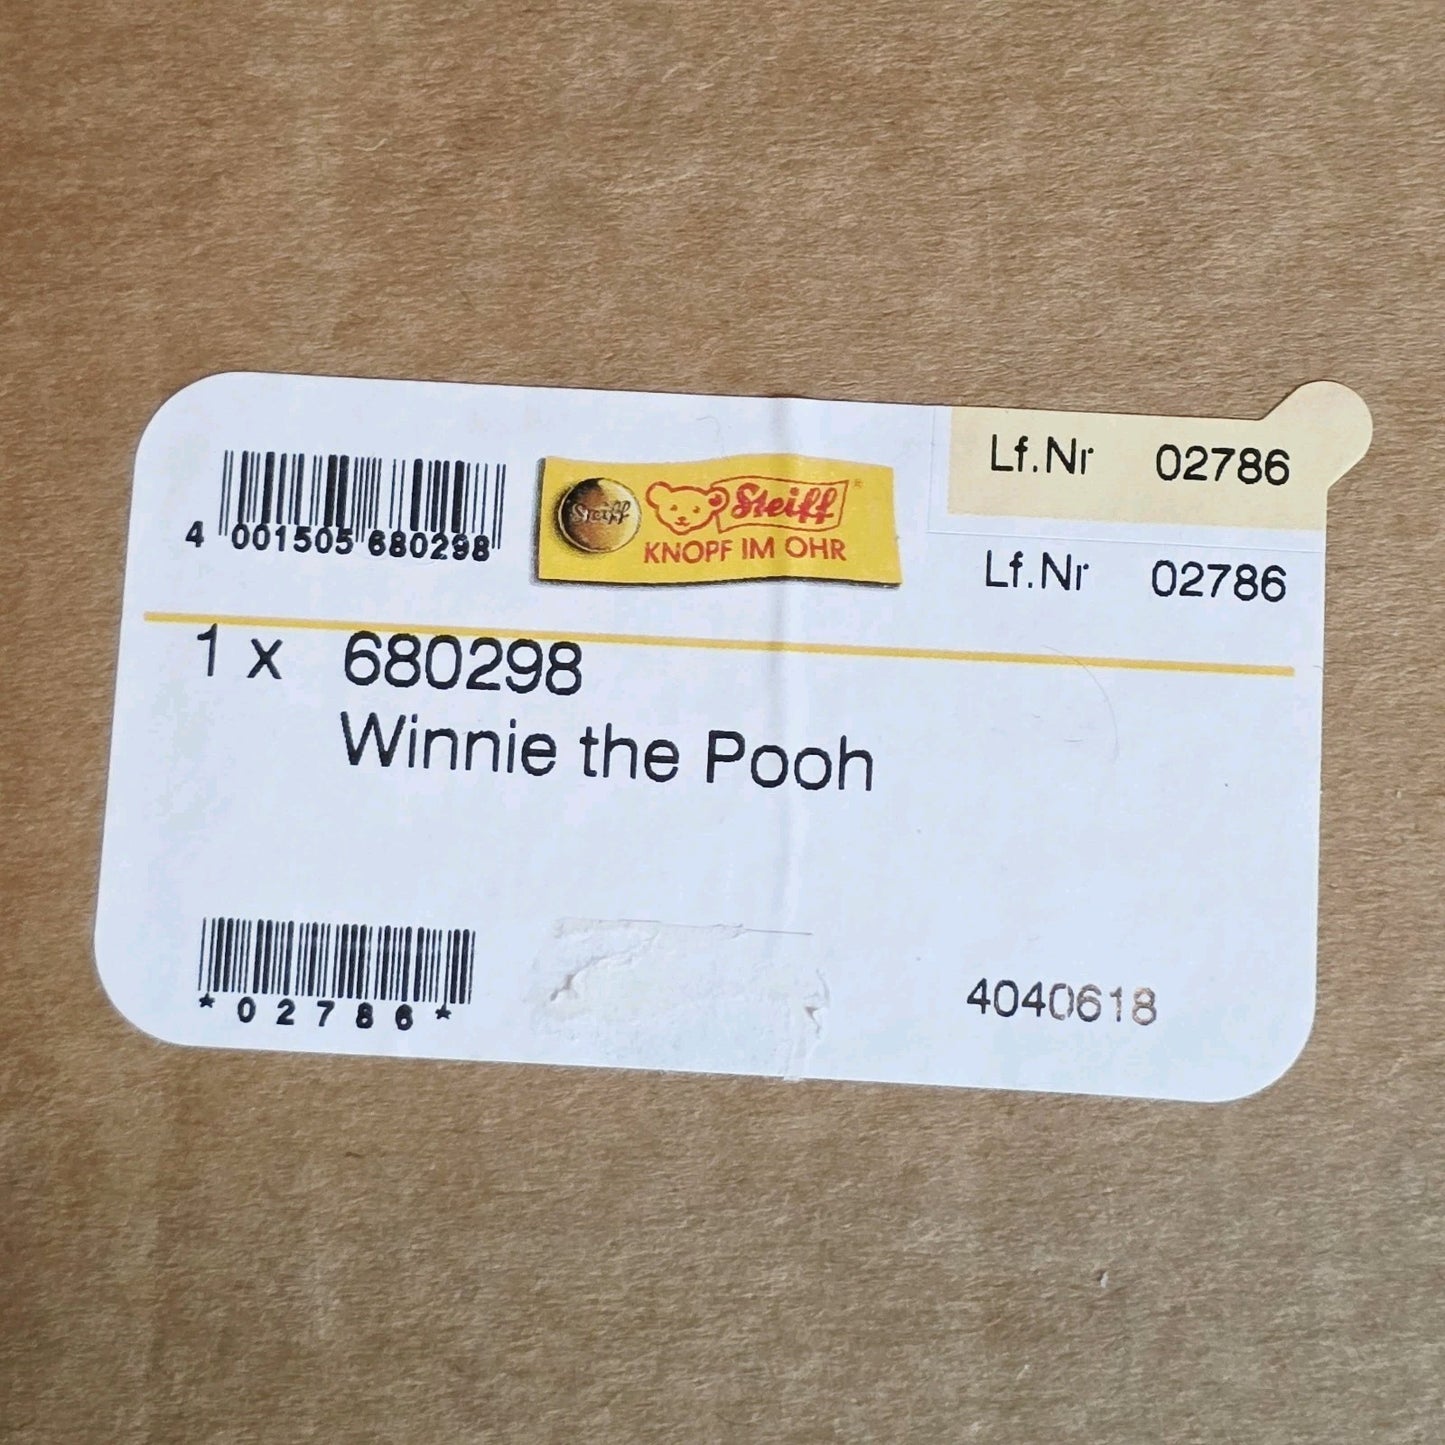 4 001505 680298
Steiff
Steiff®
KNOPF IM OHR
Lf.Nr 02786
Lf.Nr 02786
1 x 680298
Winnie the Pooh
*02786*
4040618